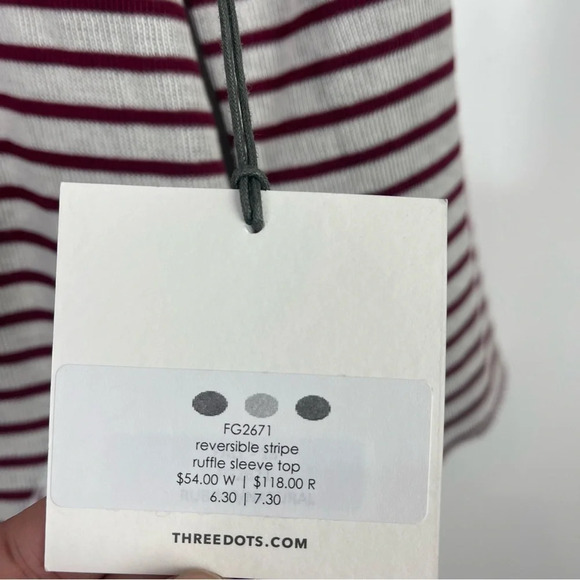 FG2671
reversible stripe
ruffle sleeve top
$54.00 W | $118.00 R
6.30 | 7.30
THREEDOTS.COM